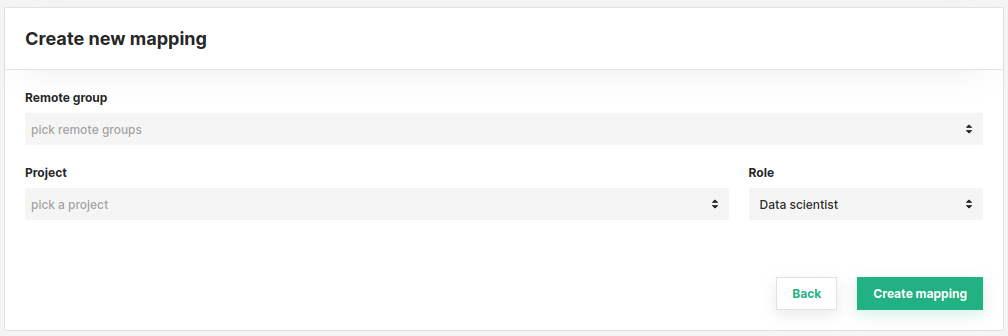 Create new mapping
Remote group
pick remote groups
Project
Role
pick a project
Data scientist
Back
Create mapping